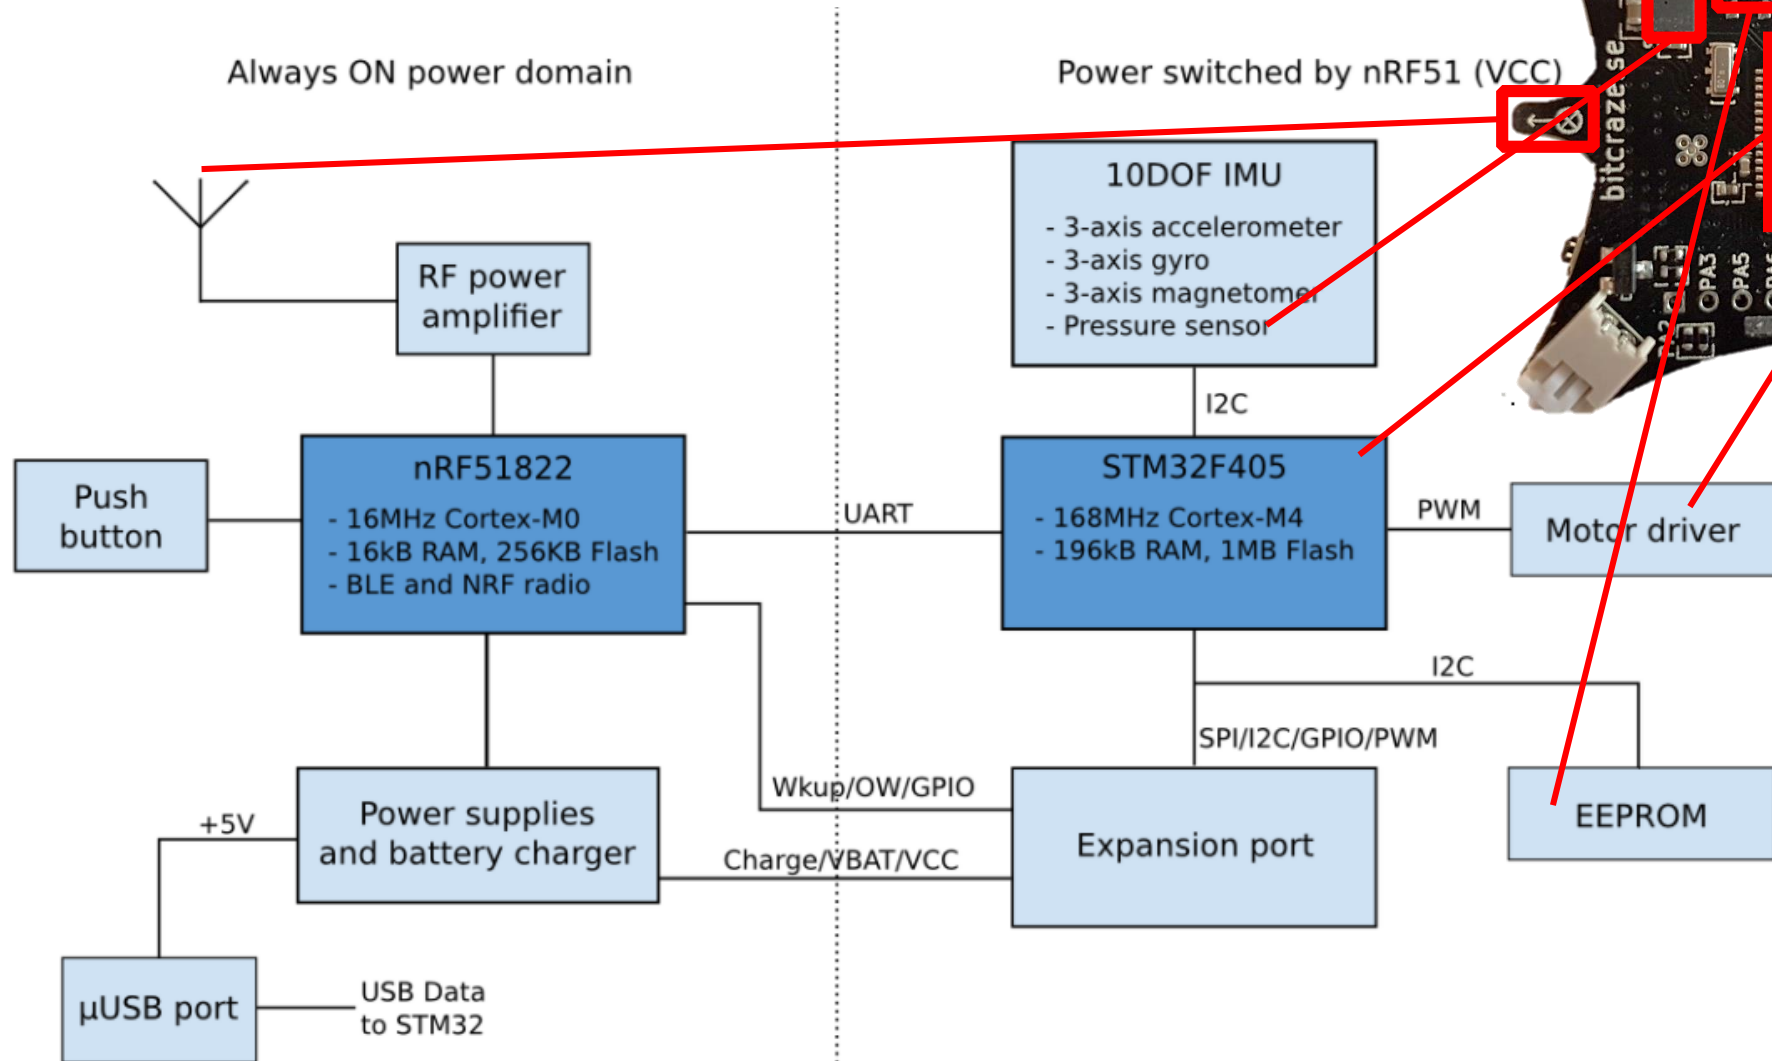 Always ON power domain
Power switched by nRF51 (VCC)
bitcraze.se
10DOF IMU
- 3-axis accelerometer
- 3-axis gyro
- 3-axis magnetomer
- Pressure sensor
RF power
amplifier
PA3
PA5
I2C
nRF51822
- 16MHz Cortex-M0
- 16kB RAM, 256KB Flash
- BLE and NRF radio
Push
button
UART
STM32F405
- 168MHz Cortex-M4
- 196kB RAM, 1MB Flash
PWM
Motor driver
I2C
SPI/I2C/GPIO/PWM
Wkup/OW/GPIO
Power supplies
and battery charger
+5V
Charge/VBAT/VCC
Expansion port
EEPROM
µUSB port
USB Data
to STM32